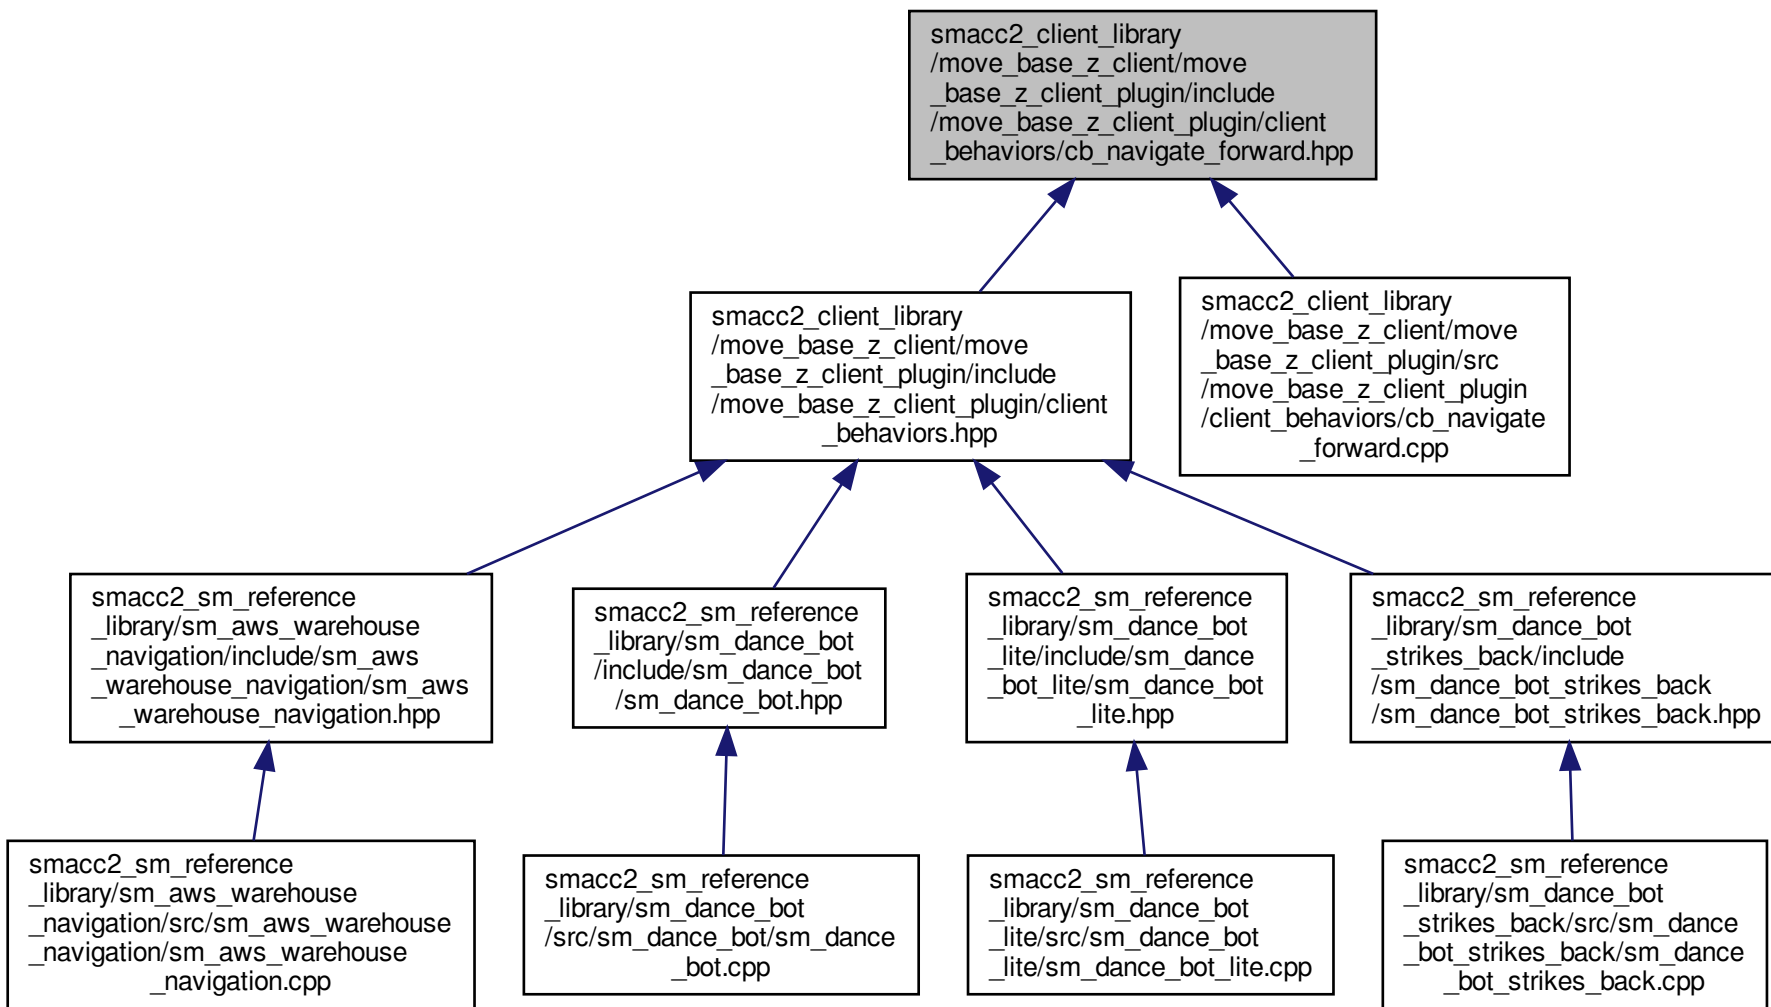 smacc2_client_library
/move_base_z_client/move
_base_z_client_plugin/include
/move_base_z_client_plugin/client
_behaviors/cb_navigate_forward.hpp
smacc2_client_library
/move_base_z_client/move
_base_z_client_plugin/include
/move_base_z_client_plugin/client
_behaviors.hpp
smacc2_client_library
/move_base_z_client/move
_base_z_client_plugin/src
/move_base_z_client_plugin
/client_behaviors/cb_navigate
_forward.cpp
smacc2_sm_reference
_library/sm_aws_warehouse
_navigation/include/sm_aws
_warehouse_navigation/sm_aws
_warehouse_navigation.hpp
smacc2_sm_reference
_library/sm_dance_bot
/include/sm_dance_bot
/sm_dance_bot.hpp
smacc2_sm_reference
_library/sm_dance_bot
_lite/include/sm_dance
_bot_lite/sm_dance_bot
_lite.hpp
smacc2_sm_reference
_library/sm_dance_bot
_strikes_back/include
/sm_dance_bot_strikes_back
/sm_dance_bot_strikes_back.hpp
smacc2_sm_reference
_library/sm_aws_warehouse
_navigation/src/sm_aws_warehouse
_navigation/sm_aws_warehouse
_navigation.cpp
smacc2_sm_reference
_library/sm_dance_bot
/src/sm_dance_bot/sm_dance
_bot.cpp
smacc2_sm_reference
_library/sm_dance_bot
_lite/src/sm_dance_bot
_lite/sm_dance_bot_lite.cpp
smacc2_sm_reference
_library/sm_dance_bot
_strikes_back/src/sm_dance
_bot_strikes_back/sm_dance
_bot_strikes_back.cpp